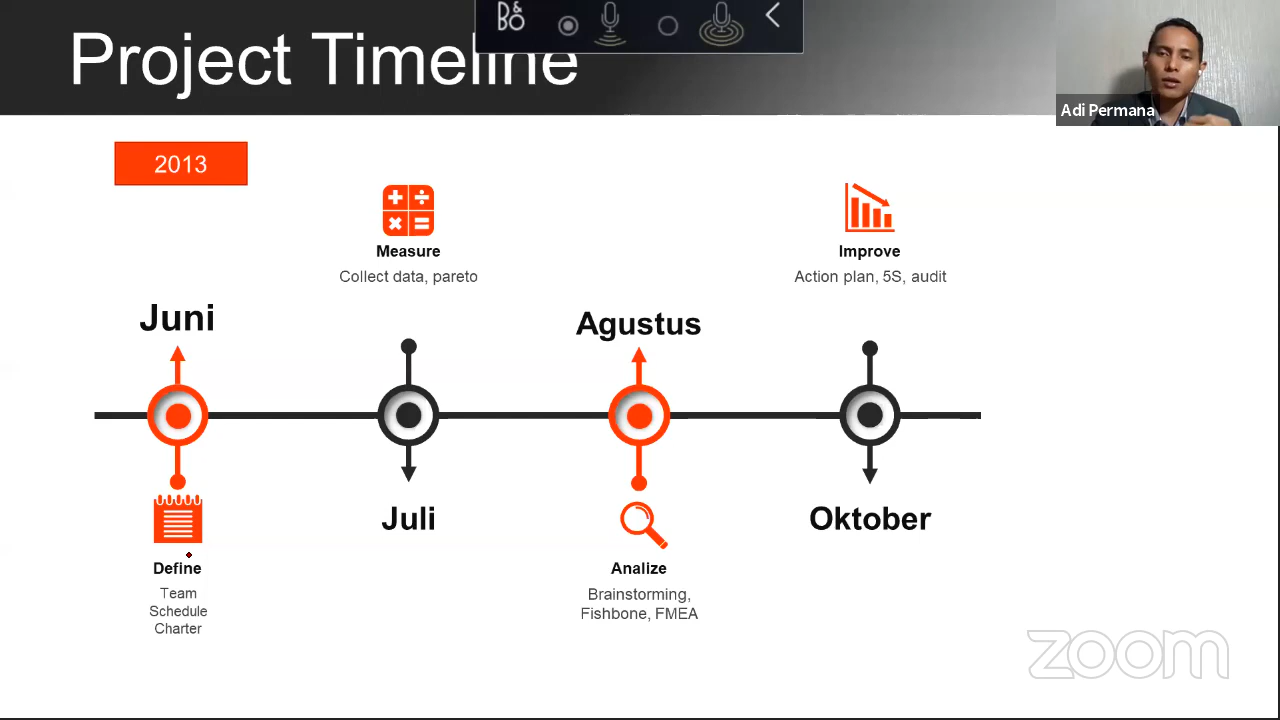 B&O
Project Timeline
Adi Permana
2013
Measure
Collect data, pareto
Improve
Action plan, 5S, audit
Juni
Agustus
Juli
Oktober
Define
Team
Schedule
Charter
Analize
Brainstorming,
Fishbone, FMEA
zoom